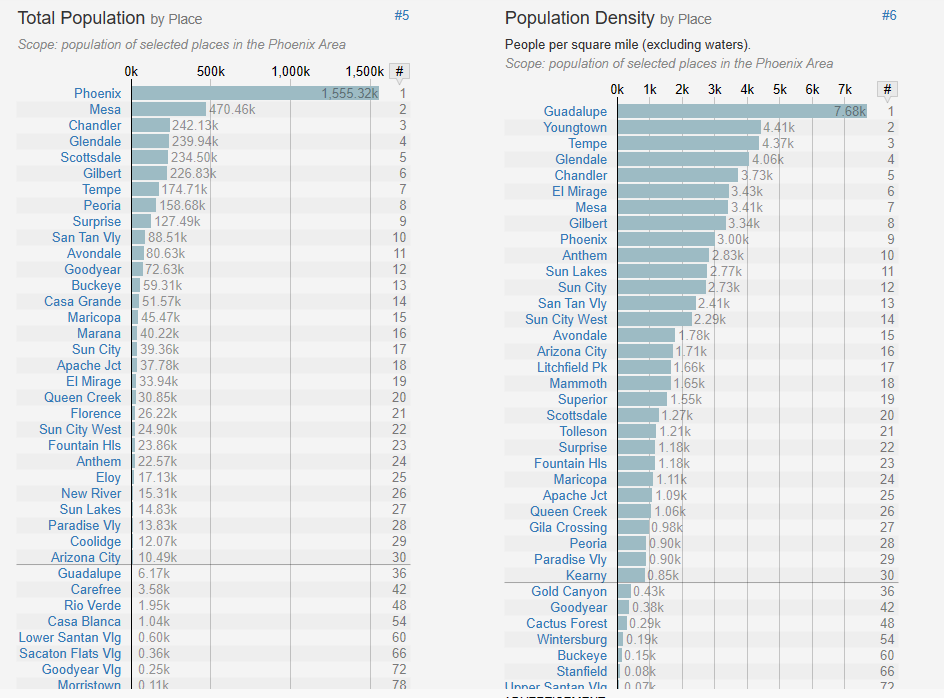 Total Population by Place #5
Scope: population of selected places in the Phoenix Area
0k 500k 1,000k 1,500k #
Phoenix 1,555.32k 1
Mesa 470.46k 2
Chandler 242.13k 3
Glendale 239.94k 4
Scottsdale 234.50k 5
Gilbert 226.83k 6
Tempe 174.71k 7
Peoria 158.68k 8
Surprise 127.49k 9
San Tan Vly 88.51k 10
Avondale 80.63k 11
Goodyear 72.63k 12
Buckeye 59.31k 13
Casa Grande 51.57k 14
Maricopa 45.47k 15
Marana 40.22k 16
Sun City 39.36k 17
Apache Jct 37.78k 18
El Mirage 33.94k 19
Queen Creek 30.85k 20
Florence 26.22k 21
Sun City West 24.90k 22
Fountain Hls 23.86k 23
Anthem 22.57k 24
Eloy 17.13k 25
New River 15.31k 26
Sun Lakes 14.83k 27
Paradise Vly 13.83k 28
Coolidge 12.07k 29
Arizona City 10.49k 30
Guadalupe 6.17k 36
Carefree 3.58k 42
Rio Verde 1.95k 48
Casa Blanca 1.04k 54
Lower Santan Vlg 0.60k 60
Sacaton Flats Vlg 0.36k 66
Goodyear Vlg 0.25k 72
Morristown 0.11k 78
Population Density by Place #6
People per square mile (excluding waters).
Scope: population of selected places in the Phoenix Area
0k 1k 2k 3k 4k 5k 6k 7k #
Guadalupe 7.68k 1
Youngtown 4.41k 2
Tempe 4.37k 3
Glendale 4.06k 4
Chandler 3.73k 5
El Mirage 3.43k 6
Mesa 3.41k 7
Gilbert 3.34k 8
Phoenix 3.00k 9
Anthem 2.83k 10
Sun Lakes 2.77k 11
Sun City 2.73k 12
San Tan Vly 2.41k 13
Sun City West 2.29k 14
Avondale 1.78k 15
Arizona City 1.71k 16
Litchfield Pk 1.66k 17
Mammoth 1.65k 18
Superior 1.55k 19
Scottsdale 1.27k 20
Tolleson 1.21k 21
Surprise 1.18k 22
Fountain Hls 1.18k 23
Maricopa 1.11k 24
Apache Jct 1.09k 25
Queen Creek 1.06k 26
Gila Crossing 0.98k 27
Peoria 0.90k 28
Paradise Vly 0.90k 29
Kearny 0.85k 30
Gold Canyon 0.43k 36
Goodyear 0.38k 42
Cactus Forest 0.29k 48
Wintersburg 0.19k 54
Buckeye 0.15k 60
Stanfield 0.08k 66
Upper Santan Vlg 0.07k 72